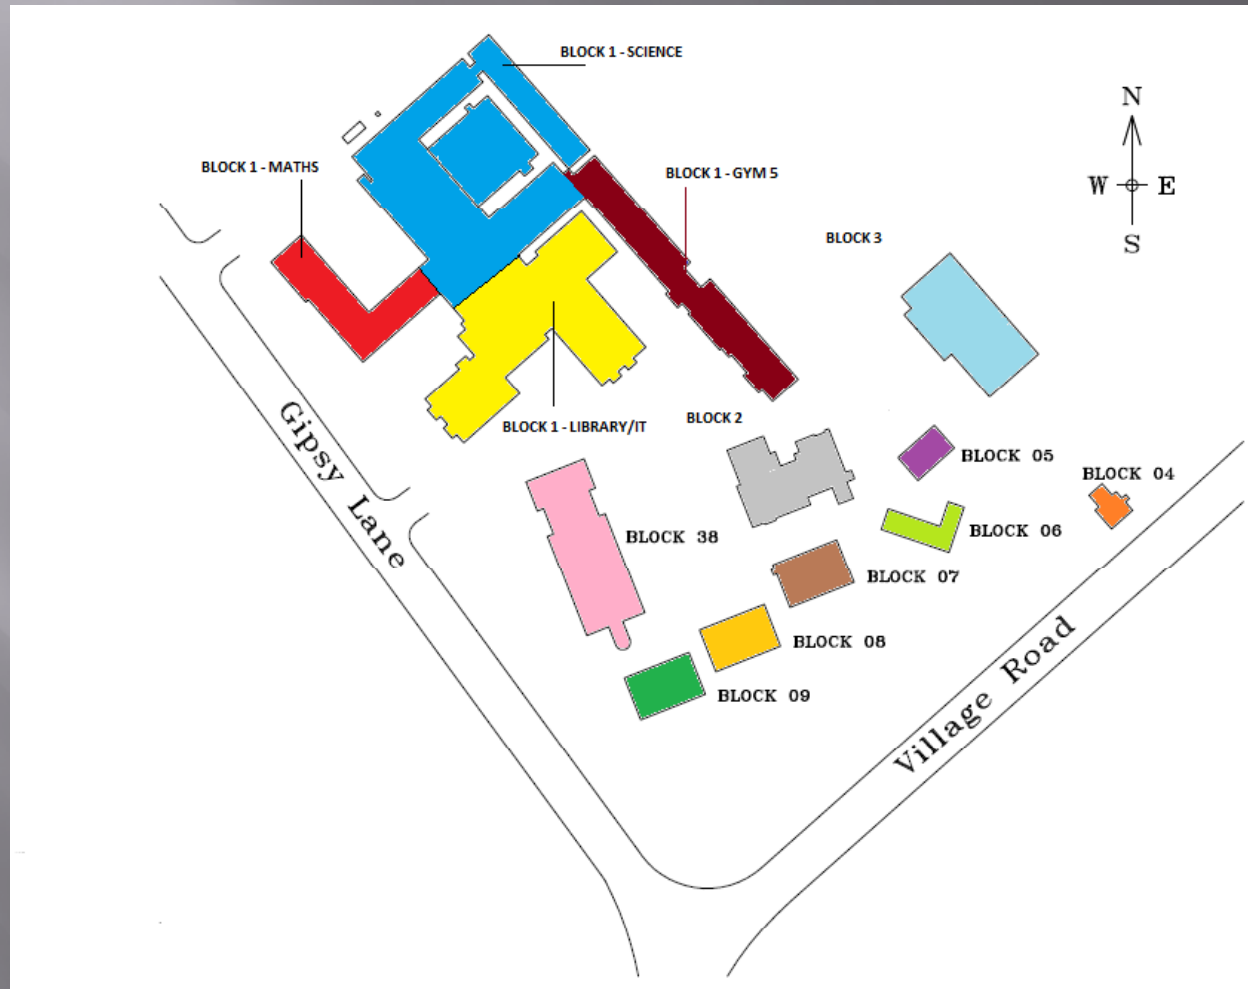 BLOCK 1 - SCIENCE
N
BLOCK 1 - MATHS
BLOCK 1 - GYM 5
W E
S
BLOCK 3
BLOCK 1 - LIBRARY/IT
BLOCK 2
Gipsy Lane
BLOCK 05
BLOCK 04
BLOCK 38
BLOCK 06
BLOCK 07
BLOCK 08
BLOCK 09
Village Road